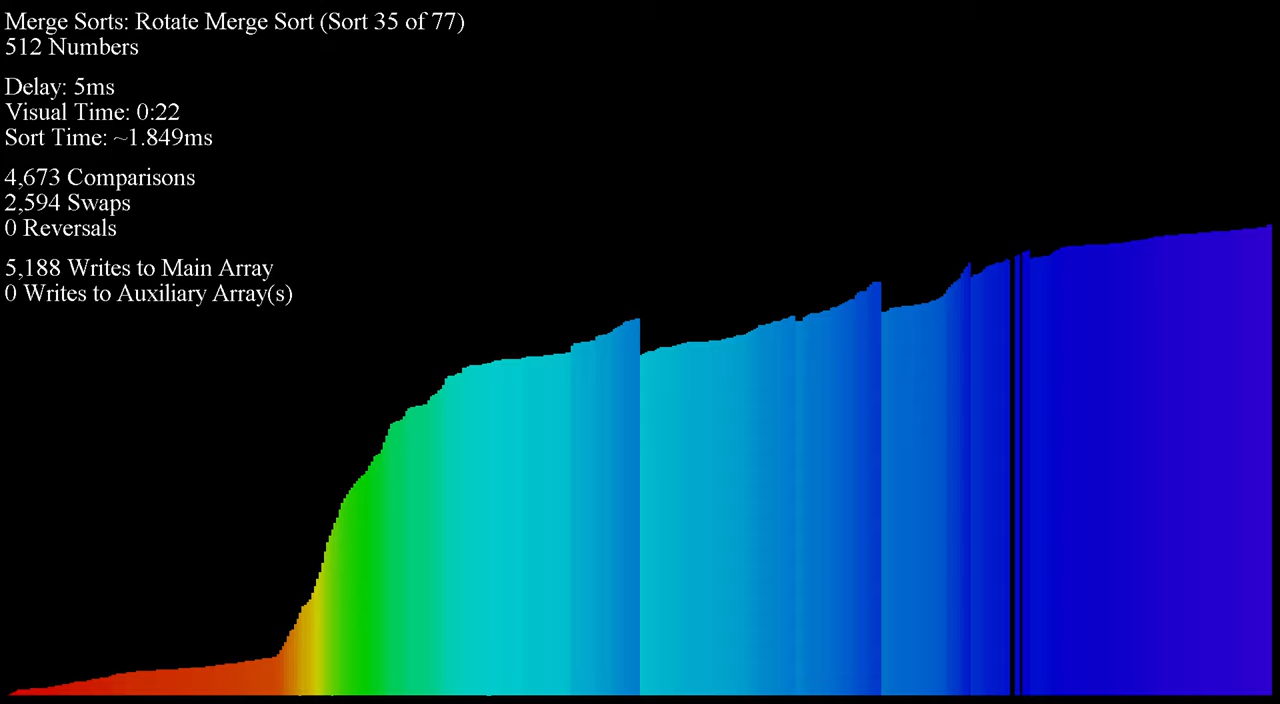 Merge Sorts: Rotate Merge Sort (Sort 35 of 77)
512 Numbers
Delay: 5ms
Visual Time: 0:22
Sort Time: ~1.849ms
4,673 Comparisons
2,594 Swaps
0 Reversals
5,188 Writes to Main Array
0 Writes to Auxiliary Array(s)